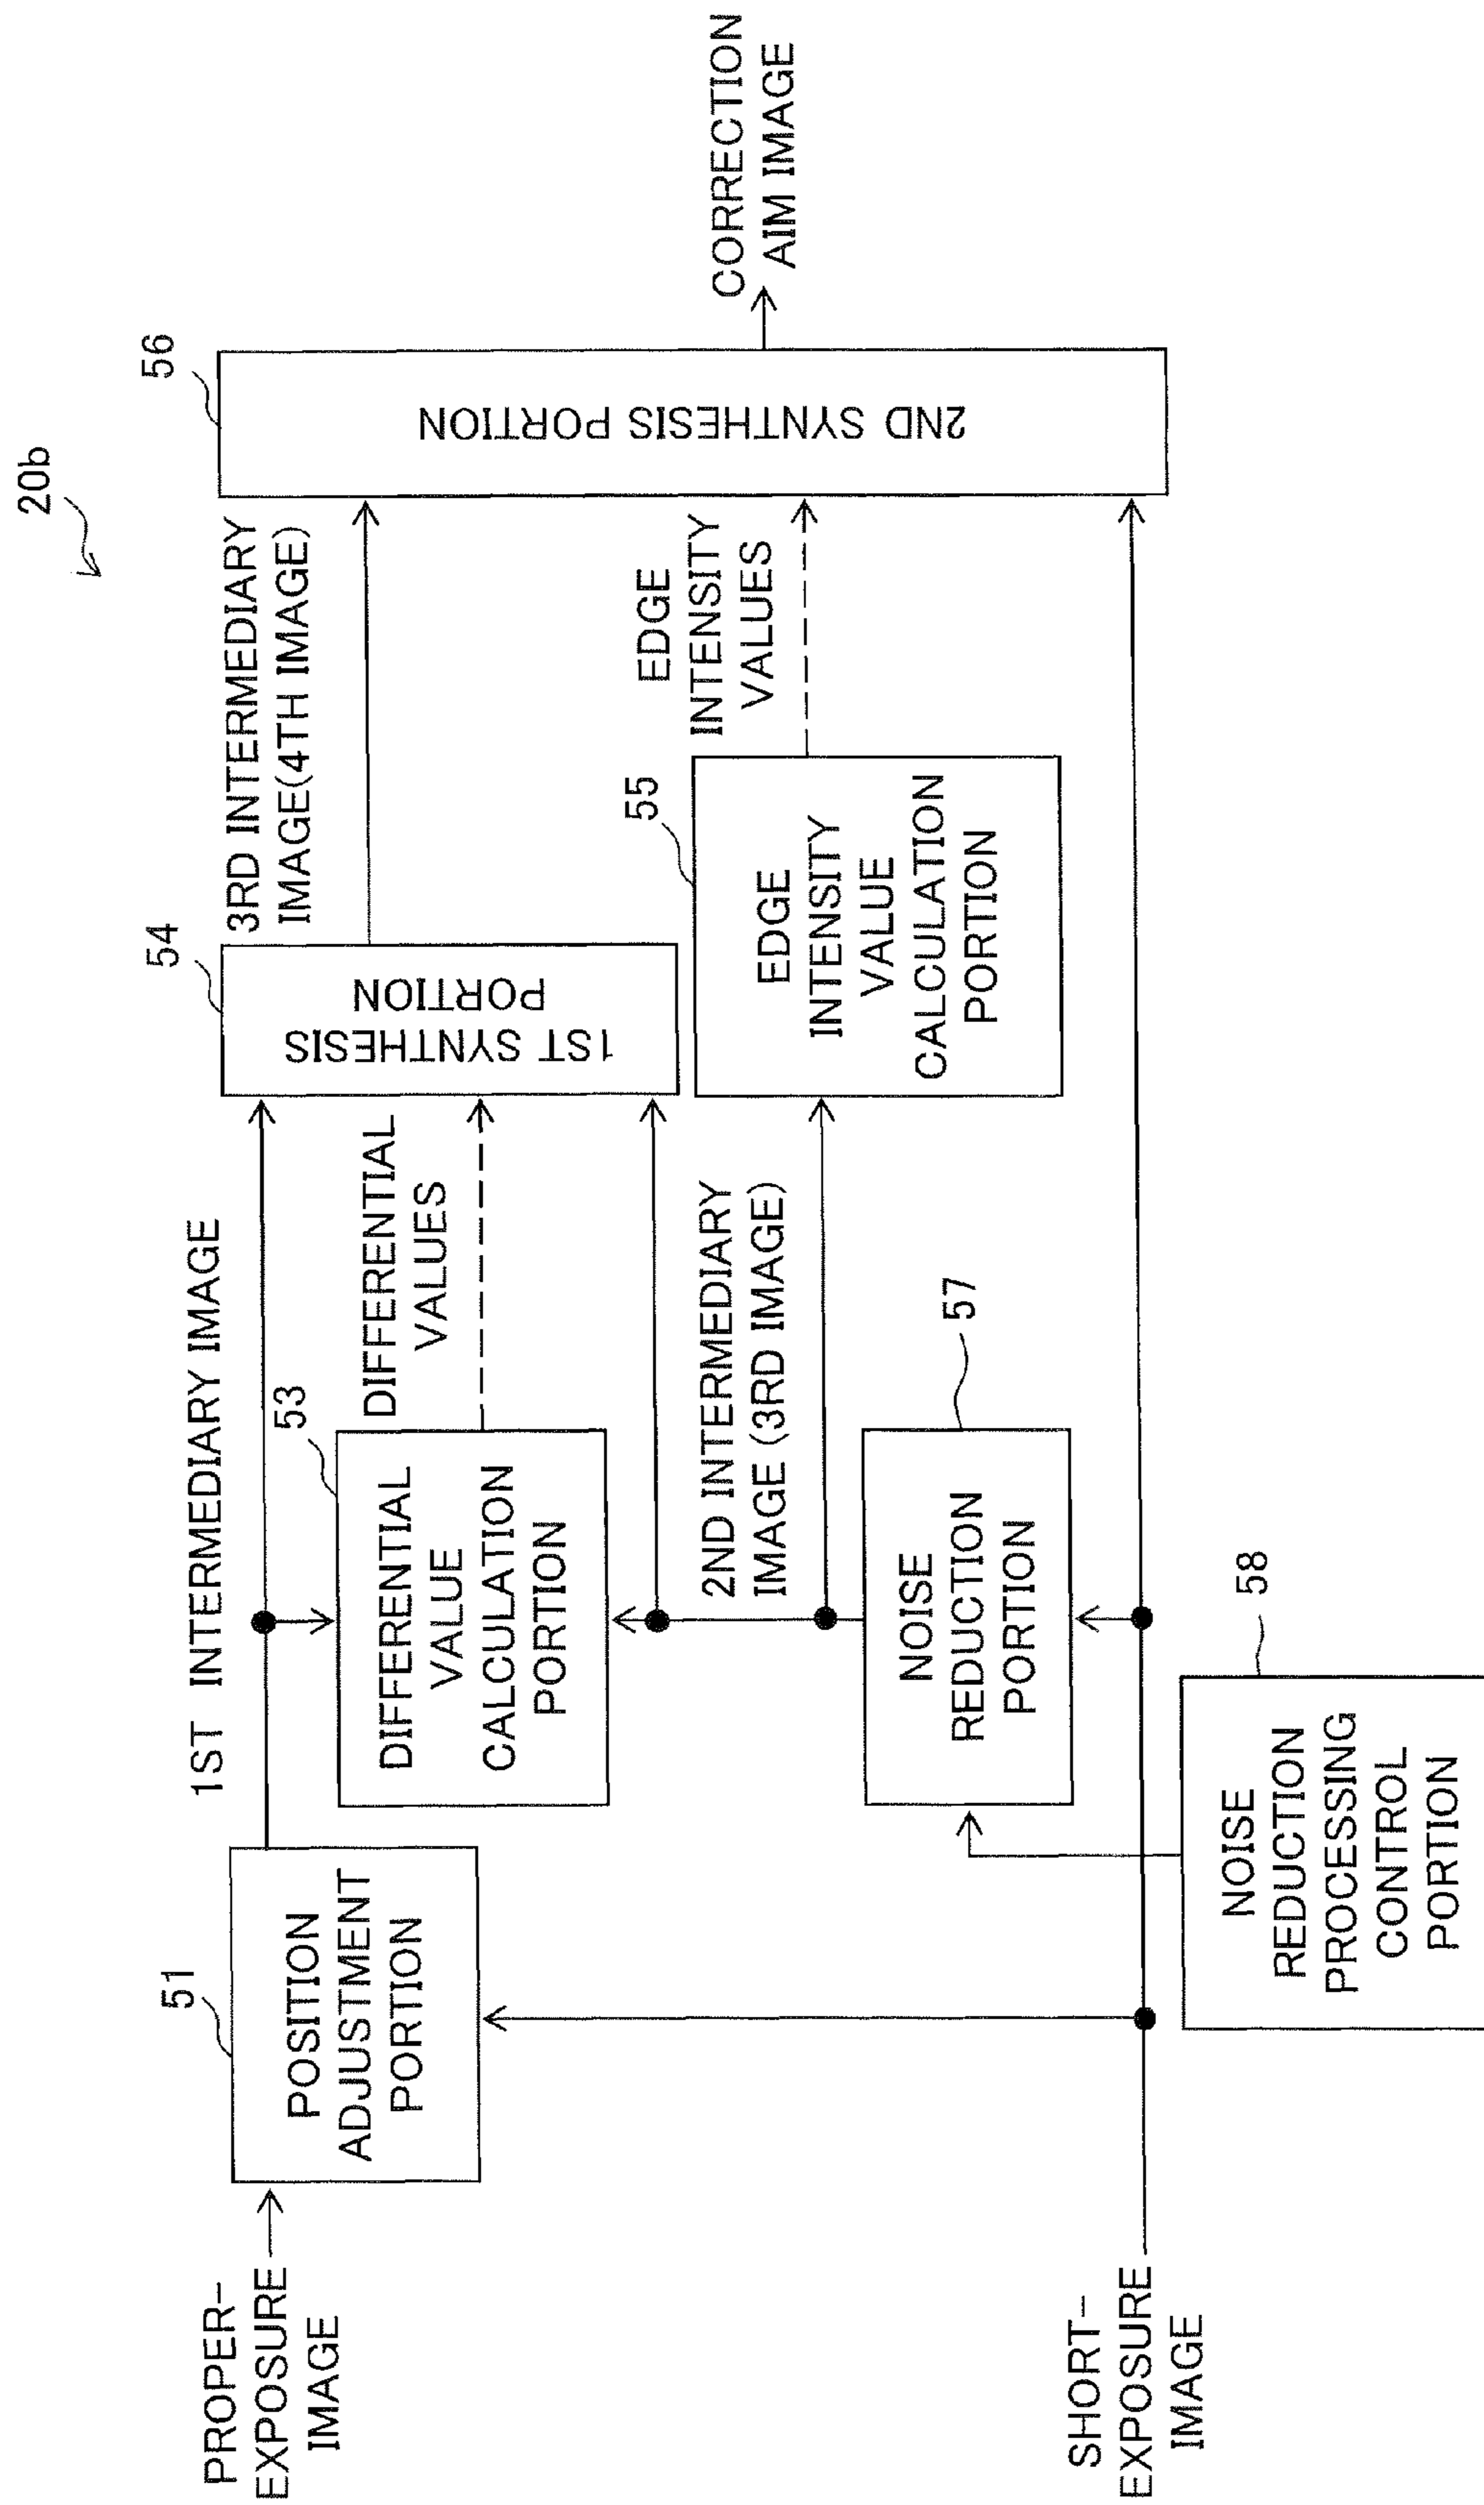 20b
PROPER-
EXPOSURE
IMAGE
51
POSITION
ADJUSTMENT
PORTION
1ST INTERMEDIARY IMAGE
53
DIFFERENTIAL
VALUE
CALCULATION
PORTION
DIFFERENTIAL
VALUES
54
1ST SYNTHESIS
PORTION
3RD INTERMEDIARY
IMAGE(4TH IMAGE)
56
2ND SYNTHESIS PORTION
CORRECTION
AIM IMAGE
2ND INTERMEDIARY
IMAGE (3RD IMAGE)
55
EDGE
INTENSITY
VALUE
CALCULATION
PORTION
EDGE
INTENSITY
VALUES
57
NOISE
REDUCTION
PORTION
SHORT-
EXPOSURE
IMAGE
58
NOISE
REDUCTION
PROCESSING
CONTROL
PORTION